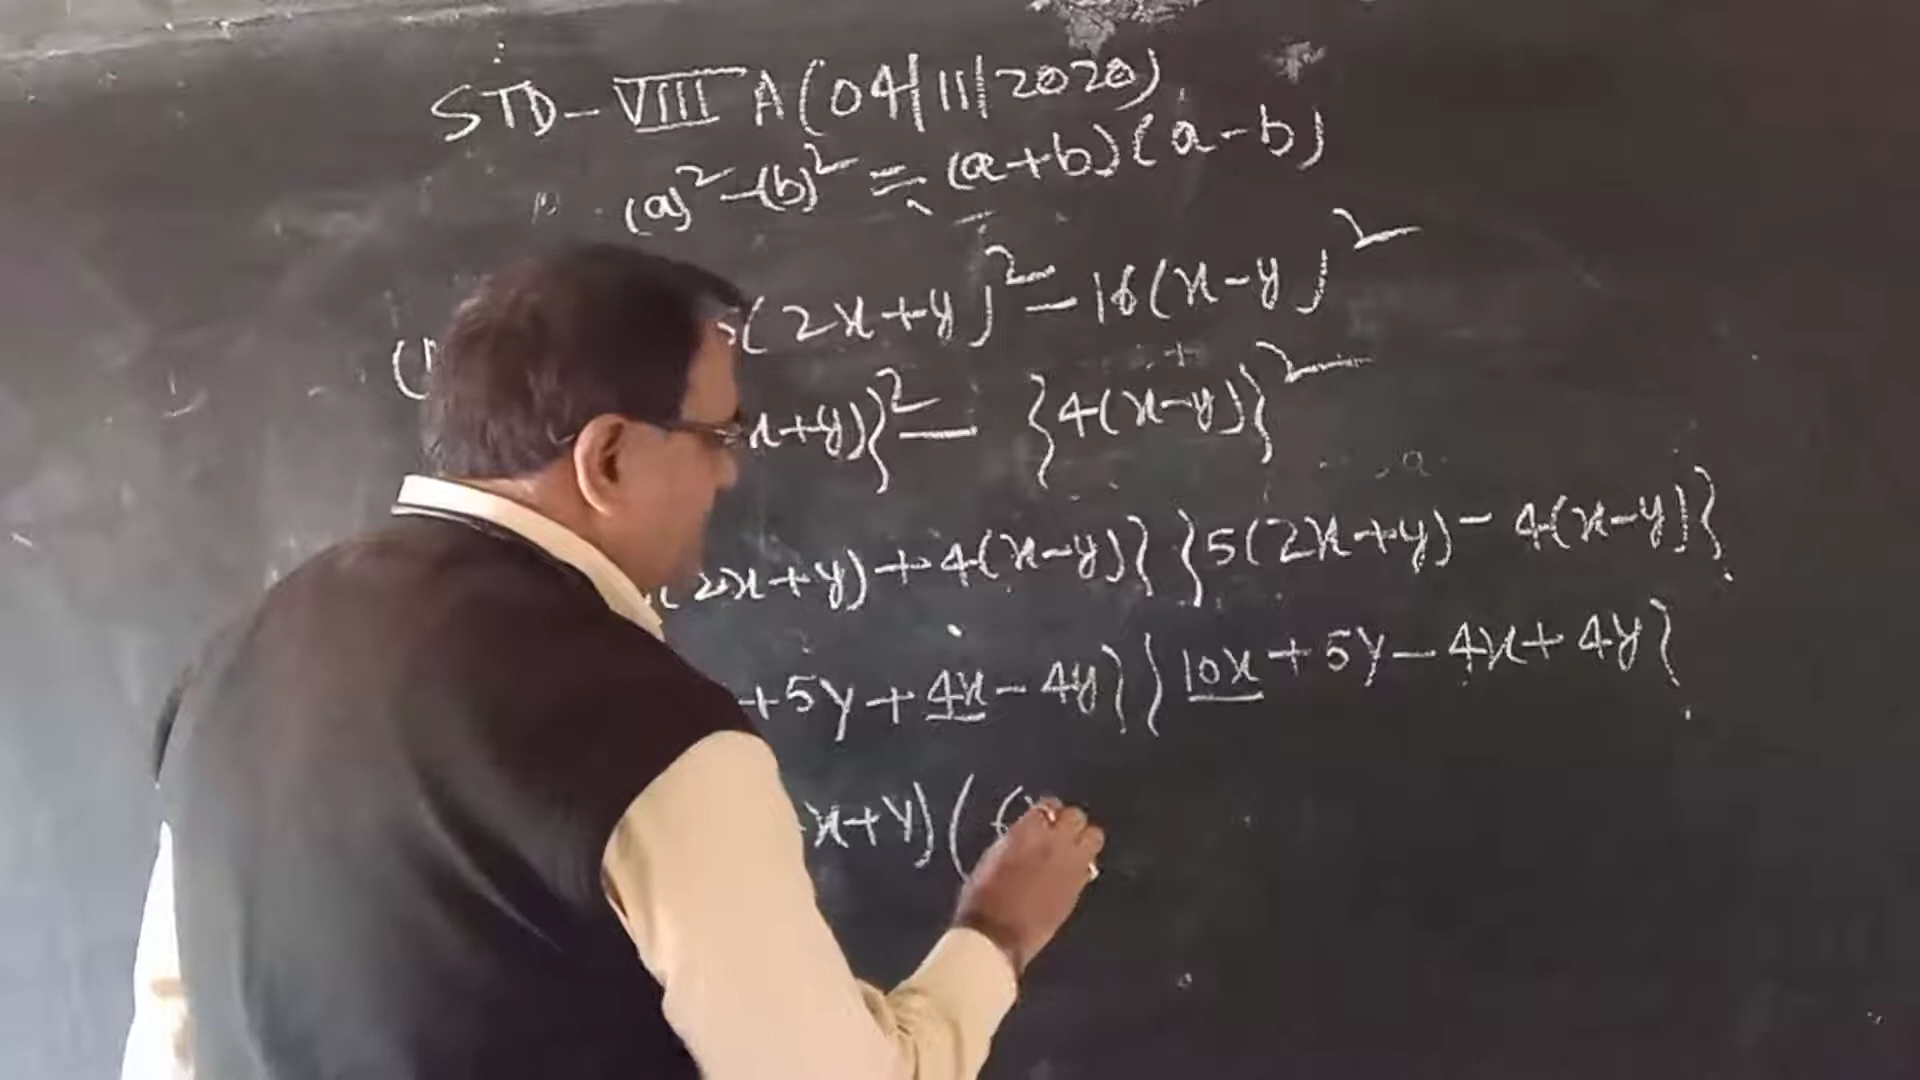 STD-VIII A (04|11|2020)
(a)²-(b)² = (a+b)(a-b)
(2x+y)²-16(x-y)²
x+y)}² - {4(x-y)}²
(2x+y)+4(x-y)} {5(2x+y)-4(x-y)}
+5y+4x-4y} {10x+5y-4x+4y}
x+y) (6x